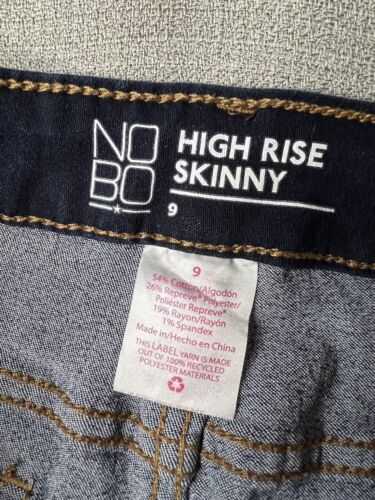 NO
BO
HIGH RISE
SKINNY
9
9
54% Cotton/Algodón
26% Repreve® Polyester/
Poliéster Repreve®
19% Rayon/Rayón
1% Spandex
Made in/Hecho en China
THIS LABEL YARN IS MADE
OUT OF 100% RECYCLED
POLYESTER MATERIALS